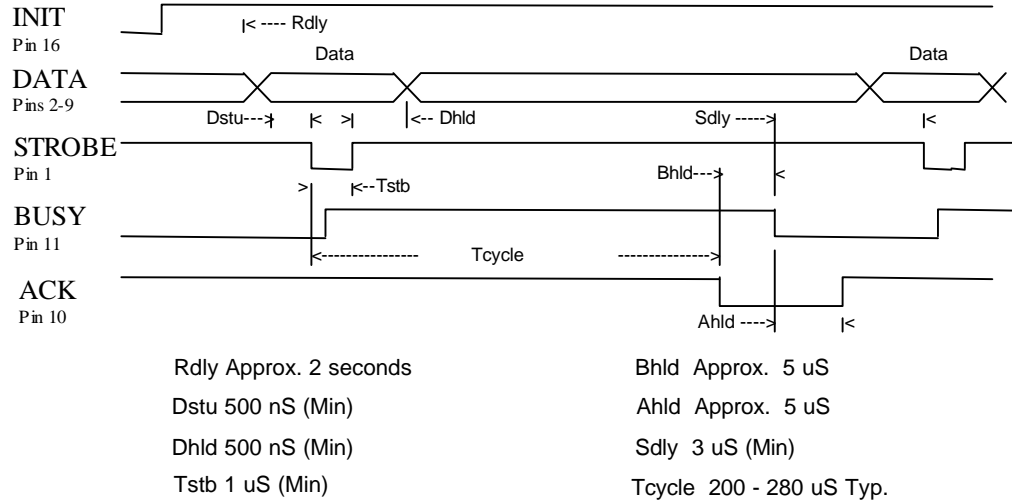 INIT
Pin 16
|< ---- Rdly
Data
Data
DATA
Pins 2-9
Dstu--->
|< >|
|<-- Dhld
Sdly ----->
|<
STROBE
Pin 1
> |<--Tstb
Bhld---> <
BUSY
Pin 11
<--------------- Tcycle --------------->
ACK
Pin 10
Ahld ----> |<
Rdly Approx. 2 seconds
Bhld Approx. 5 uS
Dstu 500 nS (Min)
Ahld Approx. 5 uS
Dhld 500 nS (Min)
Sdly 3 uS (Min)
Tstb 1 uS (Min)
Tcycle 200 - 280 uS Typ.